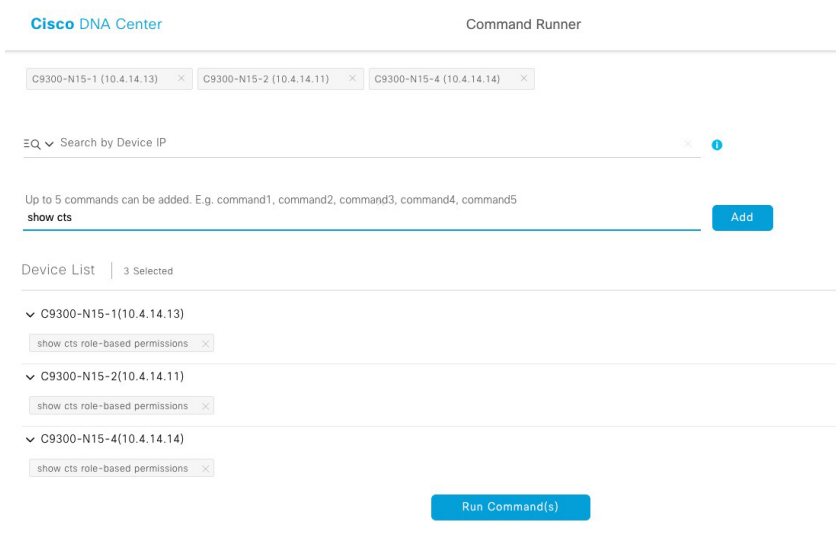 Cisco DNA Center Command Runner
C9300-N15-1 (10.4.14.13) × C9300-N15-2 (10.4.14.11) × C9300-N15-4 (10.4.14.14) ×
Search by Device IP × i
Up to 5 commands can be added. E.g. command1, command2, command3, command4, command5
show cts
Add
Device List 3 Selected
C9300-N15-1(10.4.14.13)
show cts role-based permissions ×
C9300-N15-2(10.4.14.11)
show cts role-based permissions ×
C9300-N15-4(10.4.14.14)
show cts role-based permissions ×
Run Command(s)